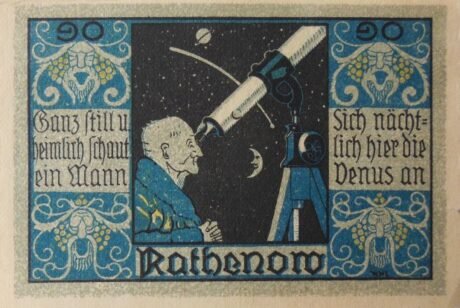 90
90
Ganz still u.
heimlich schaut
ein Mann
Sich nächt=
lich hier die
Venus an
Rathenow